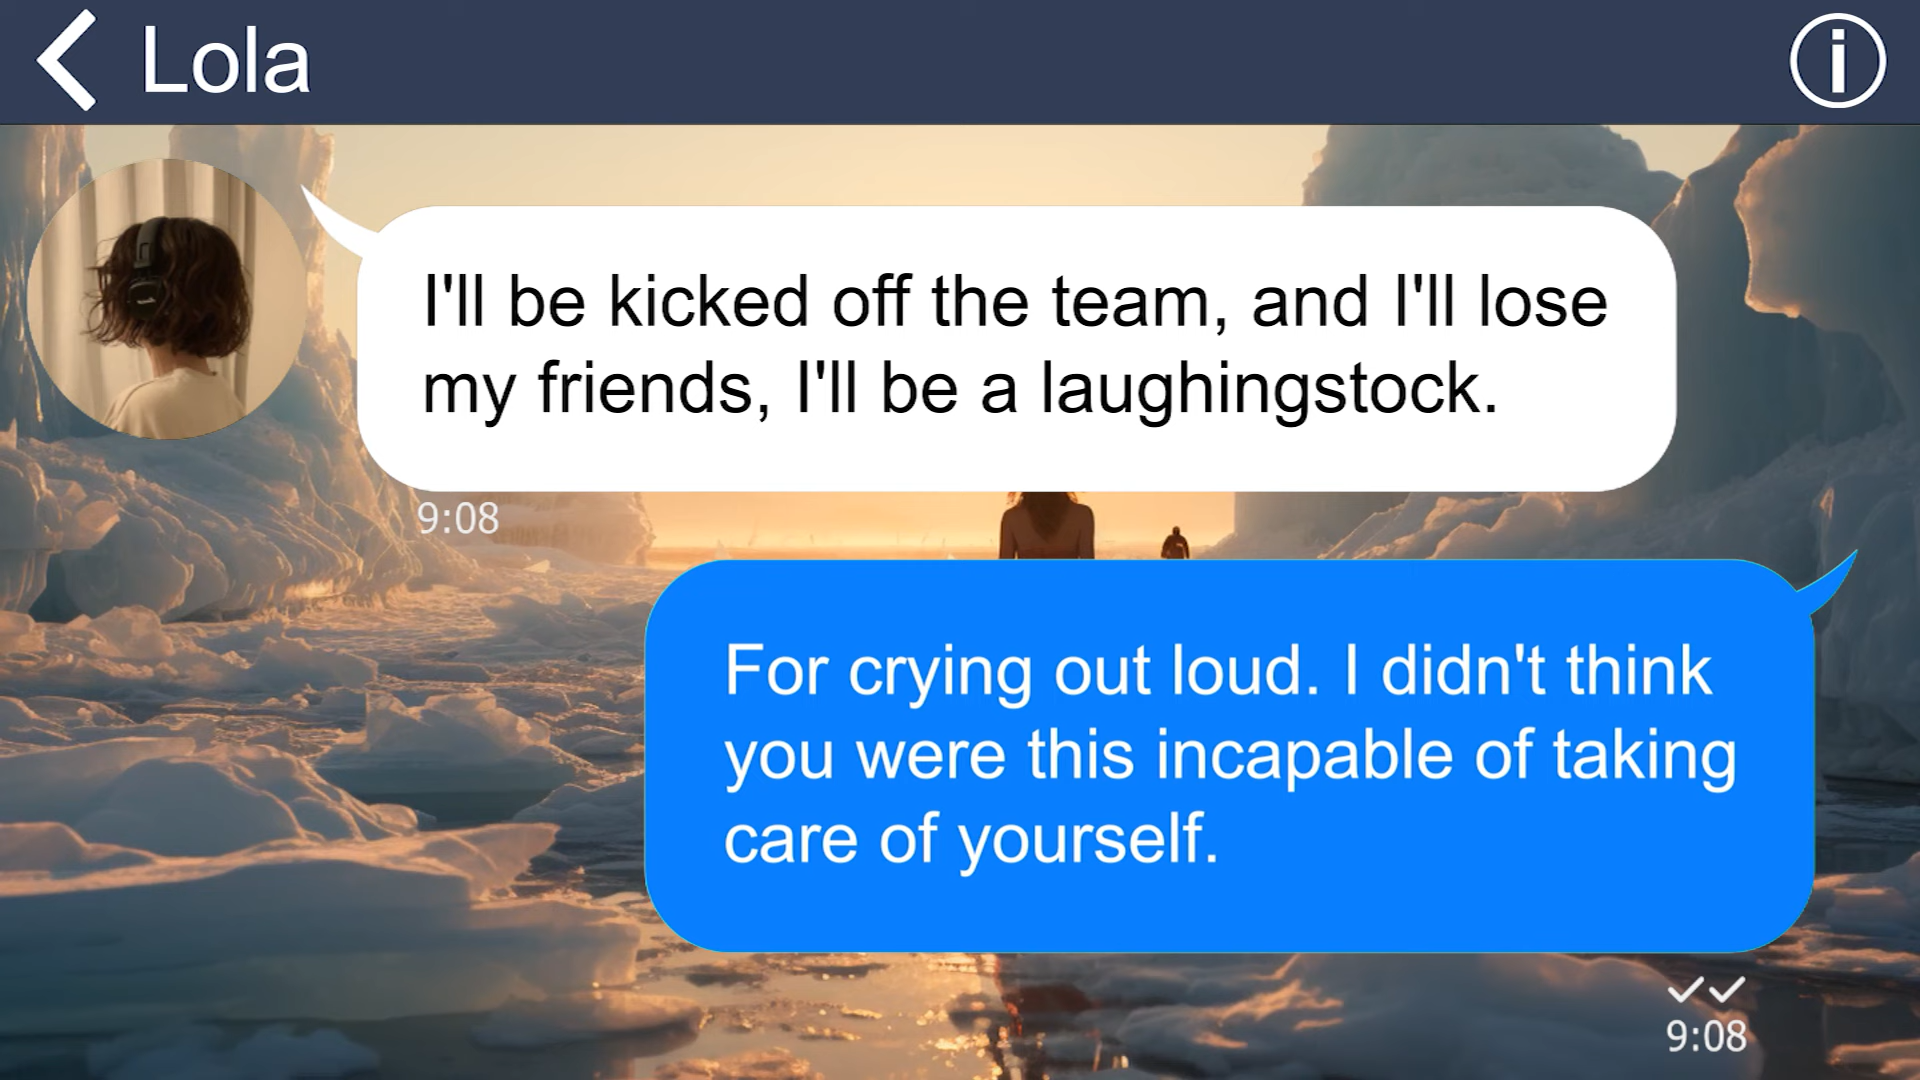 Lola
I'll be kicked off the team, and I'll lose
my friends, I'll be a laughingstock.
9:08
For crying out loud. I didn't think
you were this incapable of taking
care of yourself.
9:08